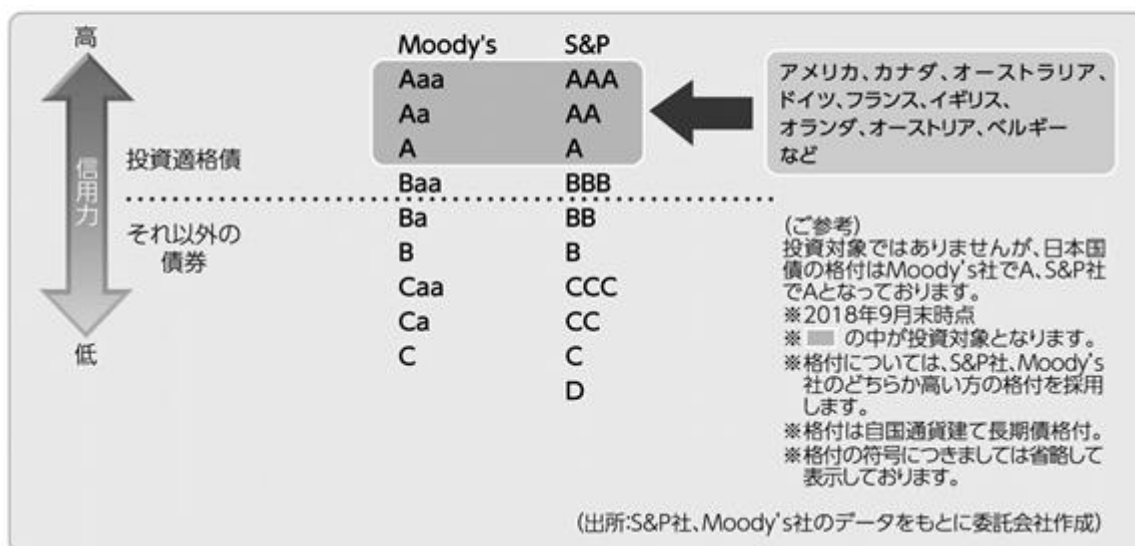 高
信用力
低
投資適格債
それ以外の
債券
Moody's S&P
Aaa AAA
Aa AA
A A
Baa BBB
Ba BB
B B
Caa CCC
Ca CC
C C
D
アメリカ、カナダ、オーストラリア、
ドイツ、フランス、イギリス、
オランダ、オーストリア、ベルギー
など
(ご参考)
投資対象ではありませんが、日本国
債の格付はMoody's社でA、S&P社
でAとなっております。
※2018年9月末時点
※ の中が投資対象となります。
※格付については、S&P社、Moody's
社のどちらか高い方の格付を採用
します。
※格付は自国通貨建て長期債格付。
※格付の符号につきましては省略して
表示しております。
(出所:S&P社、Moody's社のデータをもとに委託会社作成)